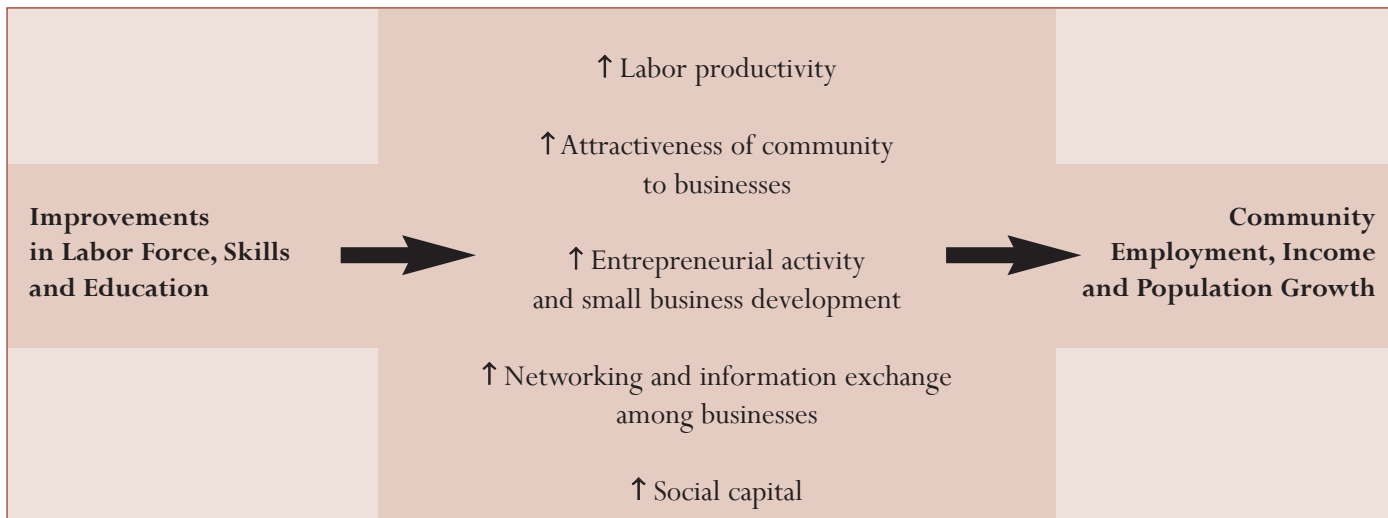 Improvements
in Labor Force, Skills
and Education
↑ Labor productivity
↑ Attractiveness of community
to businesses
↑ Entrepreneurial activity
and small business development
↑ Networking and information exchange
among businesses
↑ Social capital
Community
Employment, Income
and Population Growth